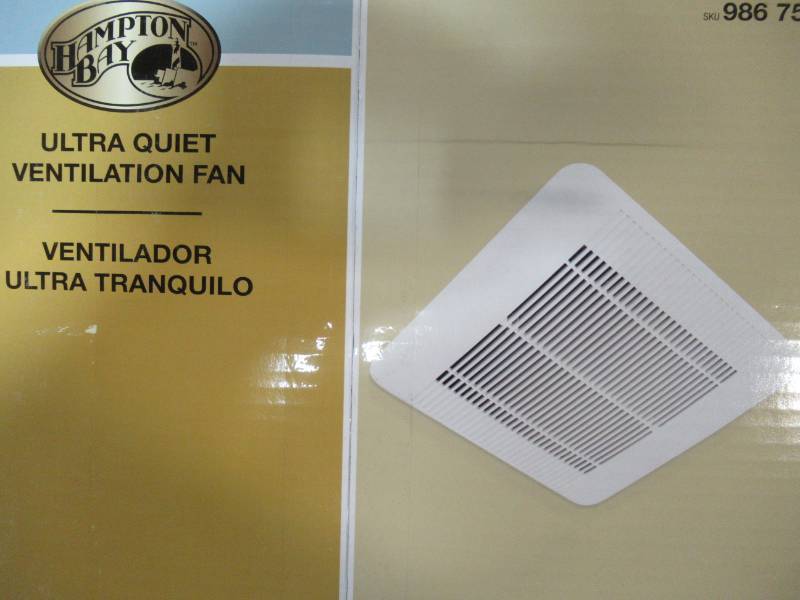 HAMPTON
BAY
ULTRA QUIET
VENTILATION FAN
VENTILADOR
ULTRA TRANQUILO
SKU 986 75